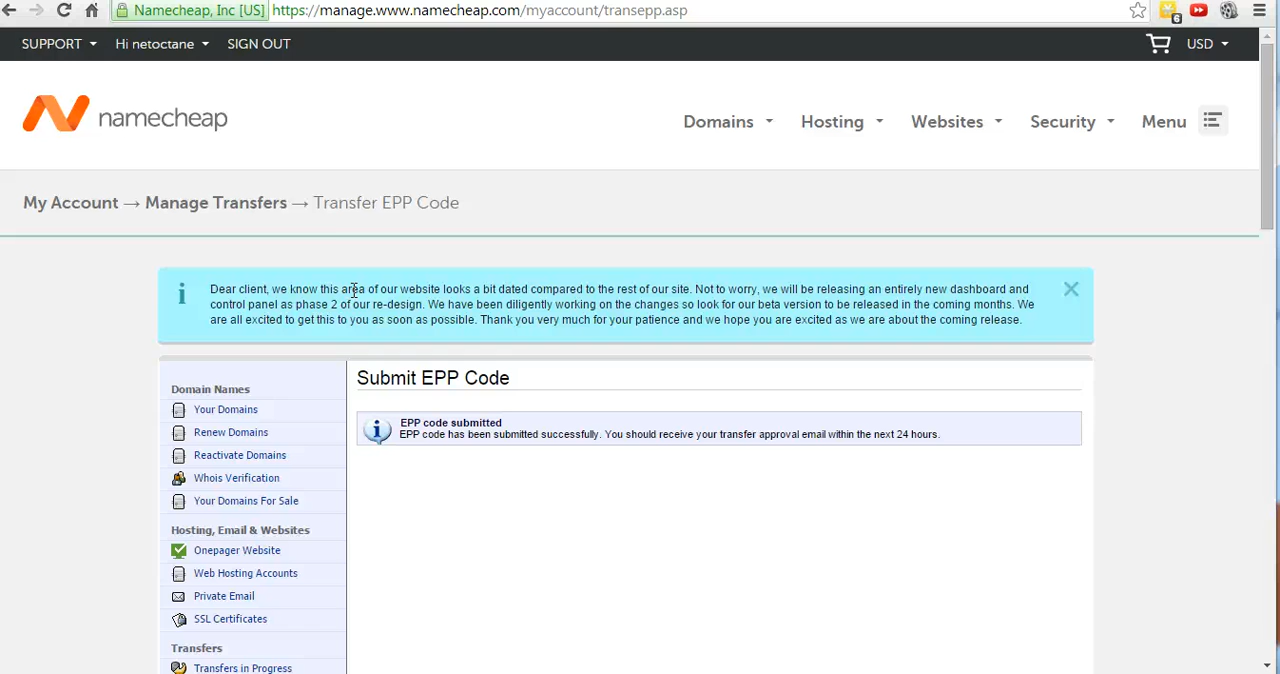 Namecheap, Inc [US] https://manage.www.namecheap.com/myaccount/transepp.asp
6
SUPPORT Hi netoctane SIGN OUT USD
namecheap
Domains Hosting Websites Security Menu
My Account → Manage Transfers → Transfer EPP Code
Dear client, we know this area of our website looks a bit dated compared to the rest of our site. Not to worry, we will be releasing an entirely new dashboard and
control panel as phase 2 of our re-design. We have been diligently working on the changes so look for our beta version to be released in the coming months. We
are all excited to get this to you as soon as possible. Thank you very much for your patience and we hope you are excited as we are about the coming release.
Domain Names
Your Domains
Renew Domains
Reactivate Domains
Whois Verification
Your Domains For Sale
Hosting, Email & Websites
Onepager Website
Web Hosting Accounts
Private Email
SSL Certificates
Transfers
Transfers in Progress
Submit EPP Code
EPP code submitted
EPP code has been submitted successfully. You should receive your transfer approval email within the next 24 hours.